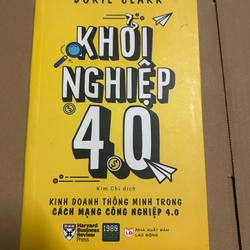 DORIE CLARK
KHỞI
NGHIỆP
4.0
Kim Chi dịch
KINH DOANH THÔNG MINH TRONG
CÁCH MẠNG CÔNG NGHIỆP 4.0
Harvard
Business
Review
Press
1980
BOOKS
NHÀ XUẤT BẢN
LAO ĐỘNG